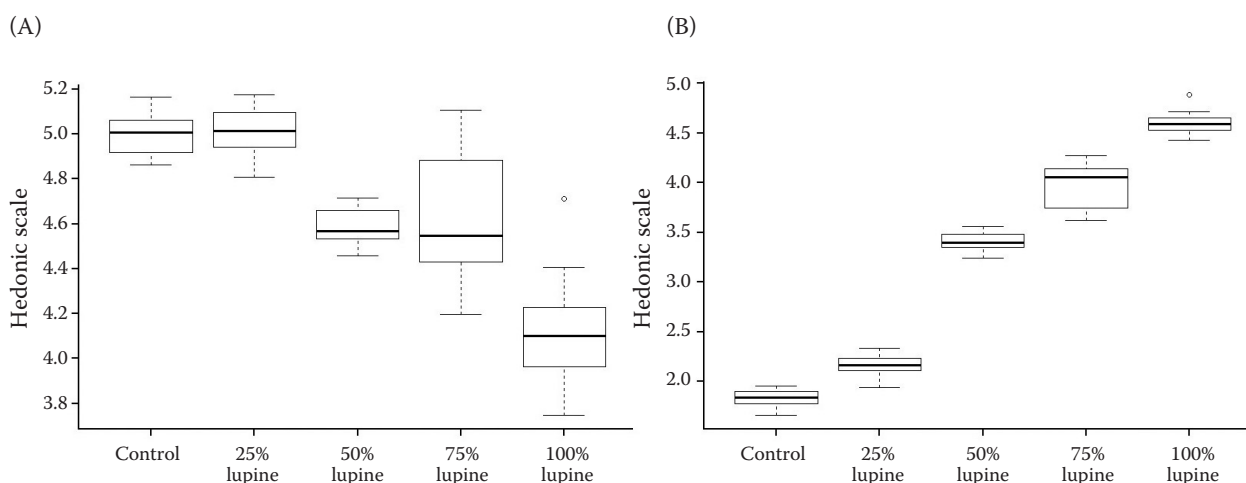 (A)
Hedonic scale
5.2
5.0
4.8
4.6
4.4
4.2
4.0
3.8
Control
25%
lupine
50%
lupine
75%
lupine
100%
lupine
(B)
Hedonic scale
5.0
4.5
4.0
3.5
3.0
2.5
2.0
Control
25%
lupine
50%
lupine
75%
lupine
100%
lupine